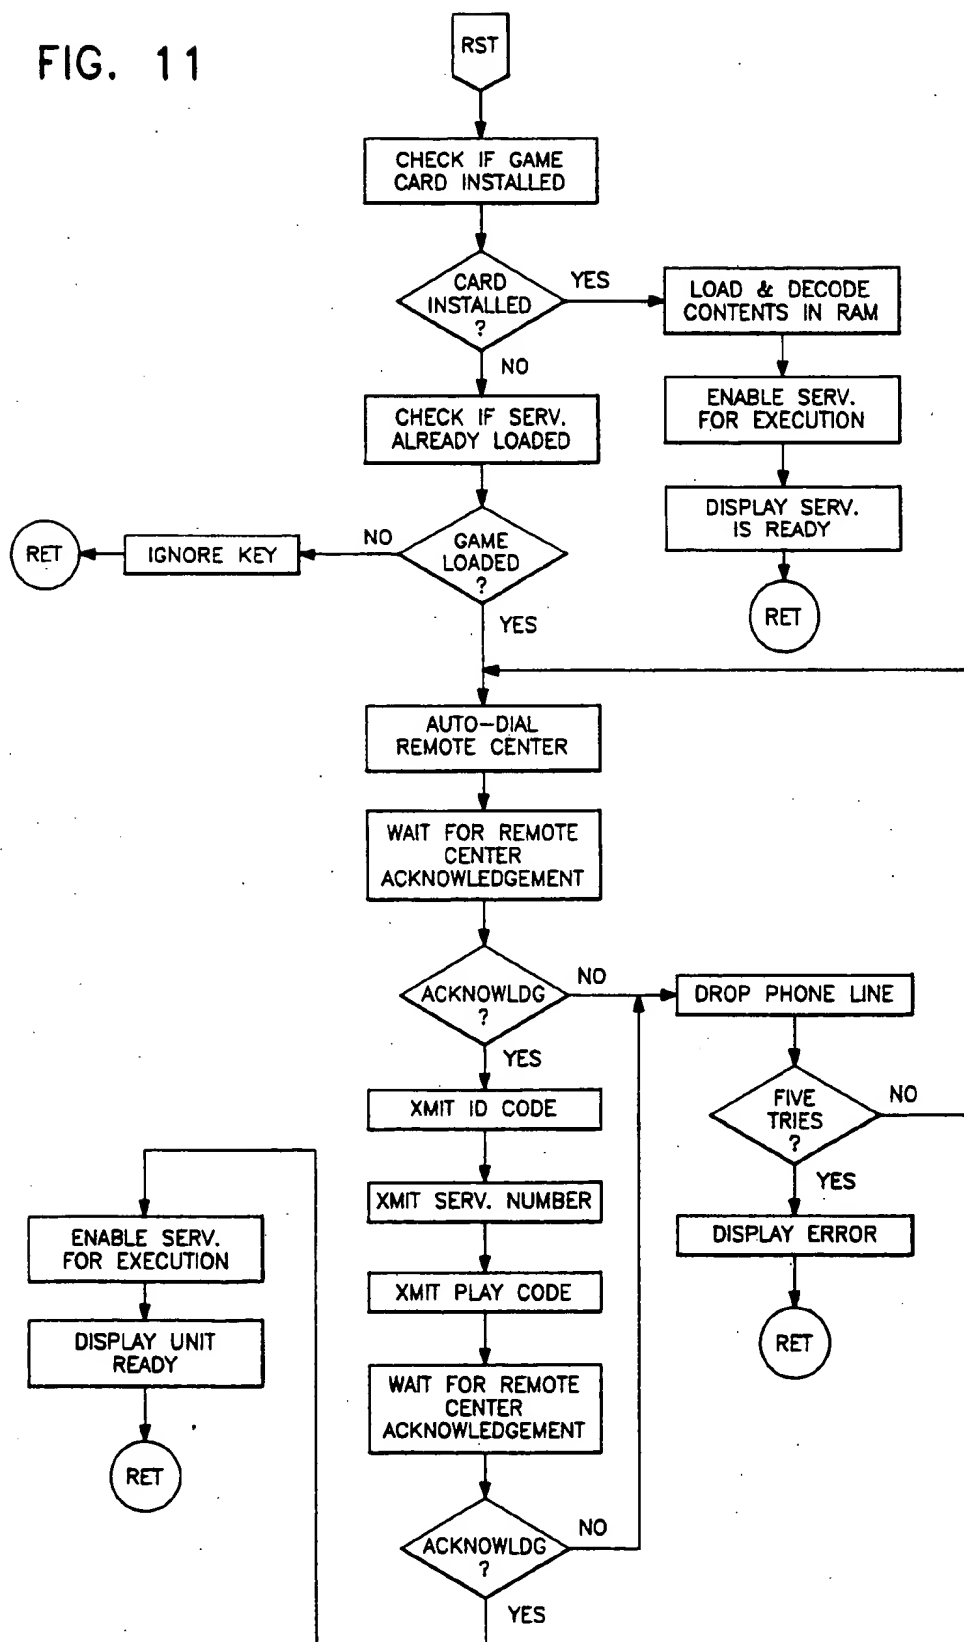 FIG. 11
RST
CHECK IF GAME
CARD INSTALLED
CARD
INSTALLED
?
YES
LOAD & DECODE
CONTENTS IN RAM
NO
ENABLE SERV.
FOR EXECUTION
CHECK IF SERV.
ALREADY LOADED
DISPLAY SERV.
IS READY
RET
GAME
LOADED
?
NO
IGNORE KEY
RET
YES
AUTO-DIAL
REMOTE CENTER
WAIT FOR REMOTE
CENTER
ACKNOWLEDGEMENT
ACKNOWLDG
?
NO
DROP PHONE LINE
YES
FIVE
TRIES
?
NO
YES
DISPLAY ERROR
RET
XMIT ID CODE
XMIT SERV. NUMBER
XMIT PLAY CODE
WAIT FOR REMOTE
CENTER
ACKNOWLEDGEMENT
ACKNOWLDG
?
NO
YES
ENABLE SERV.
FOR EXECUTION
DISPLAY UNIT
READY
RET